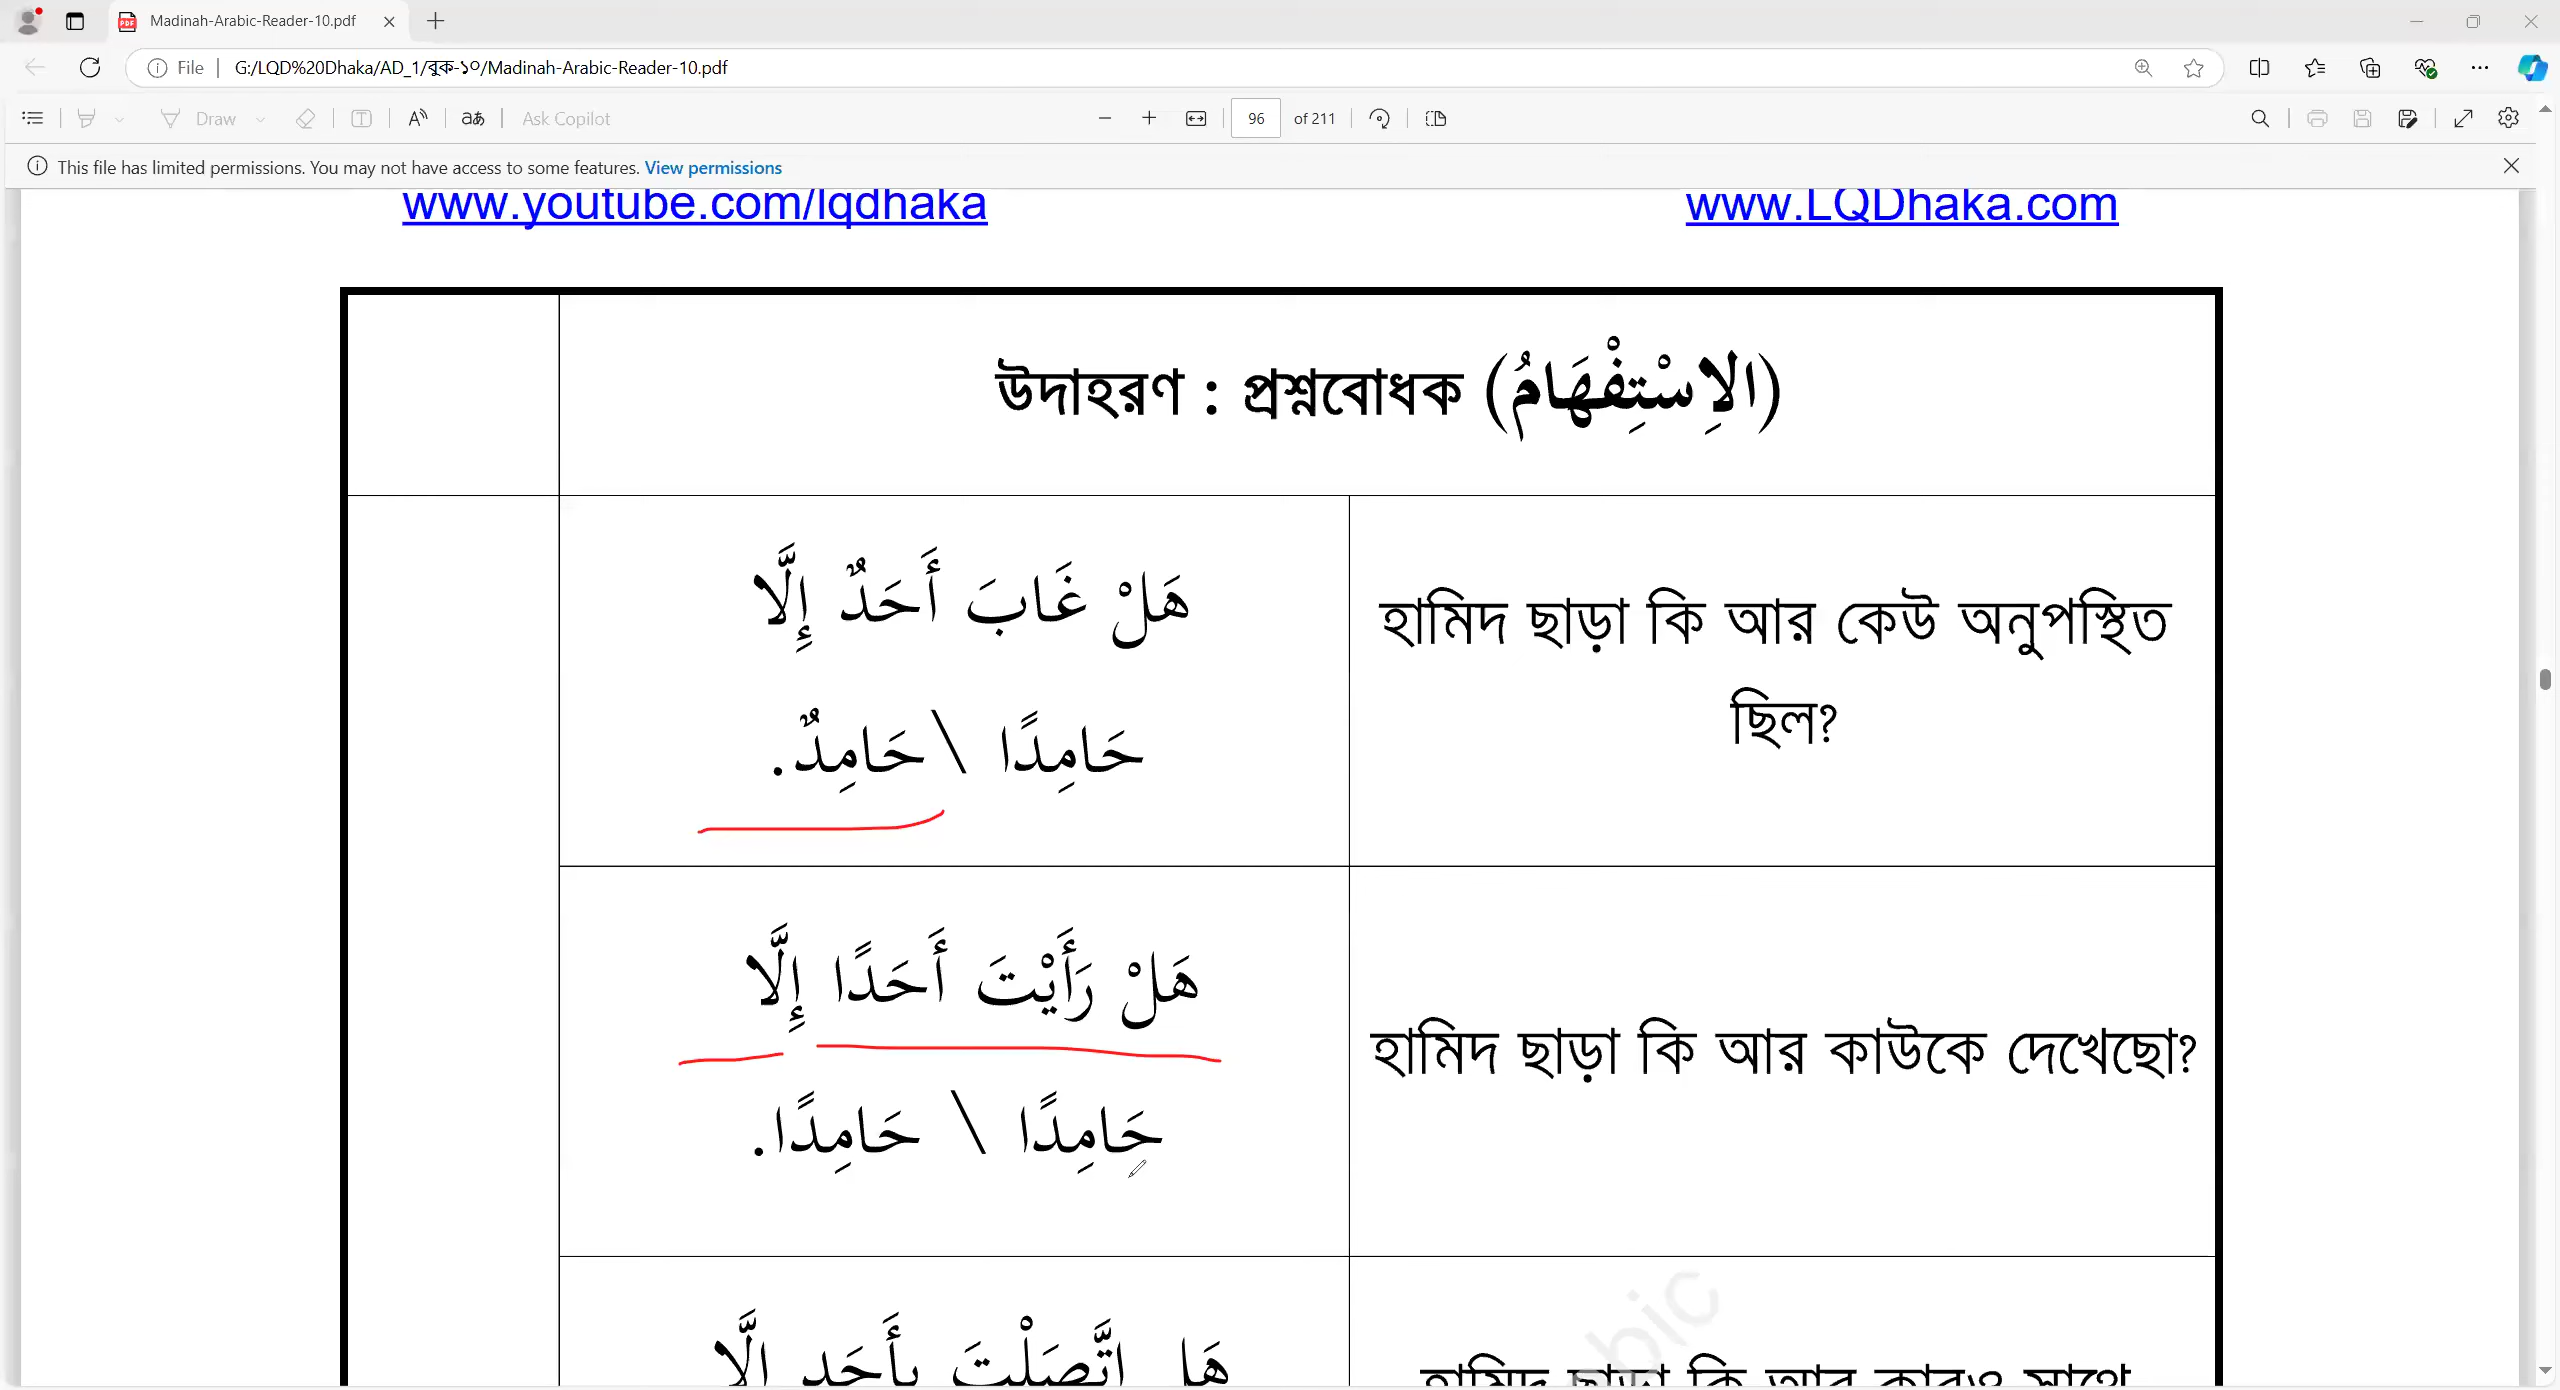 Madinah-Arabic-Reader-10.pdf
File | G:/LQD%20Dhaka/AD_1/বুক-১০/Madinah-Arabic-Reader-10.pdf
Draw Ask Copilot 96 of 211
This file has limited permissions. You may not have access to some features. View permissions
www.youtube.com/lqdhaka www.LQDhaka.com
উদাহরণ : প্রশ্নবোধক (الاِسْتِفْهَامُ)
هَلْ غَابَ أَحَدٌ إِلَّا
حَامِدًا \ حَامِدٌ.
হামিদ ছাড়া কি আর কেউ অনুপস্থিত
ছিল?
هَلْ رَأَيْتَ أَحَدًا إِلَّا
حَامِدًا \ حَامِدًا.
হামিদ ছাড়া কি আর কাউকে দেখেছো?
هَلِ اتَّصَلْتَ بِأَحَدٍ إِلَّا
হামিদ ছাড়া কি আর কারও সাথে